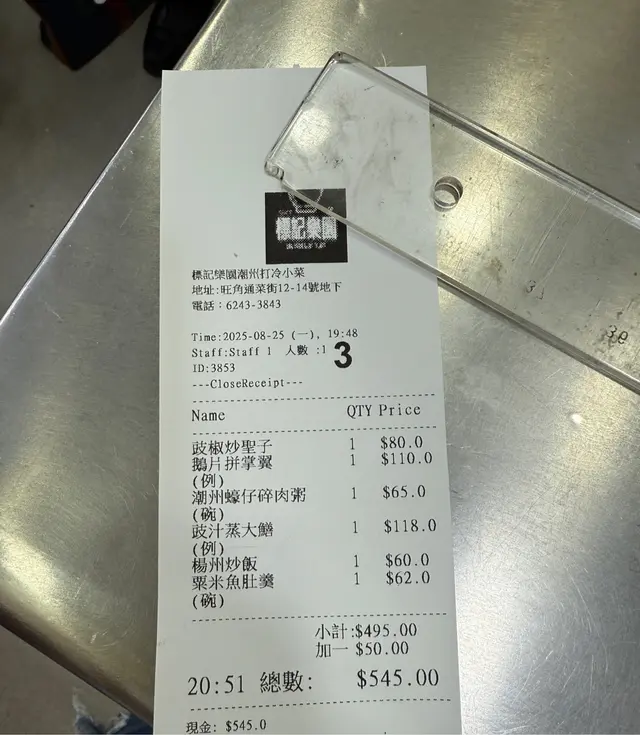 標記樂園
標記樂園潮州打冷小菜
地址:旺角通菜街12-14號地下
電話：6243-3843
Time:2025-08-25 (一), 19:48
Staff:Staff 1 人數 :1
3
ID:3853
---CloseReceipt---
Name QTY Price
豉椒炒聖子 1 $80.0
鵝片拼掌翼 1 $110.0
(例)
潮州蠔仔碎肉粥 1 $65.0
(碗)
豉汁蒸大鱔 1 $118.0
(例)
楊州炒飯 1 $60.0
粟米魚肚羹 1 $62.0
(碗)
小計:$495.00
加一 $50.00
20:51 總數: $545.00
現金: $545.0